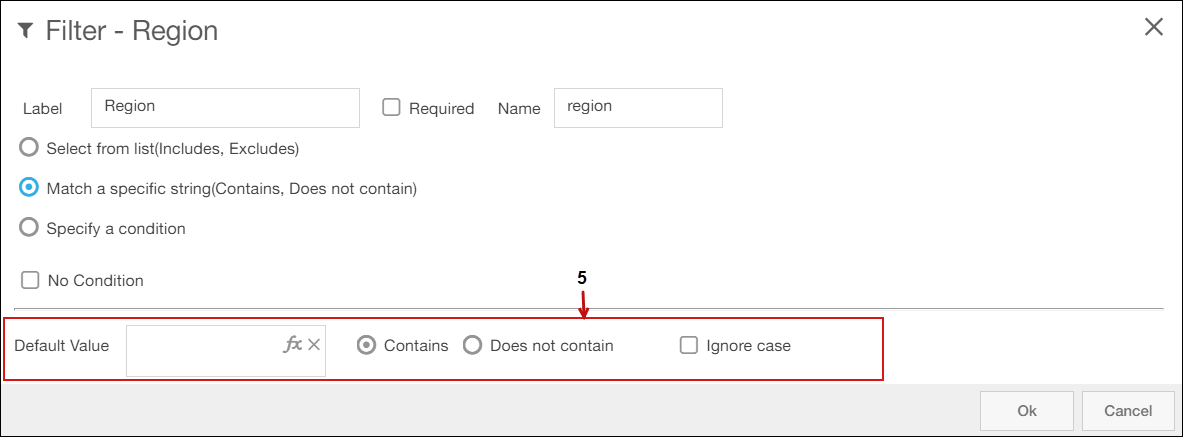 Filter - Region
Label Region Required Name region
Select from list(Includes, Excludes)
Match a specific string(Contains, Does not contain)
Specify a condition
No Condition
5
Default Value fx Contains Does not contain Ignore case
Ok Cancel